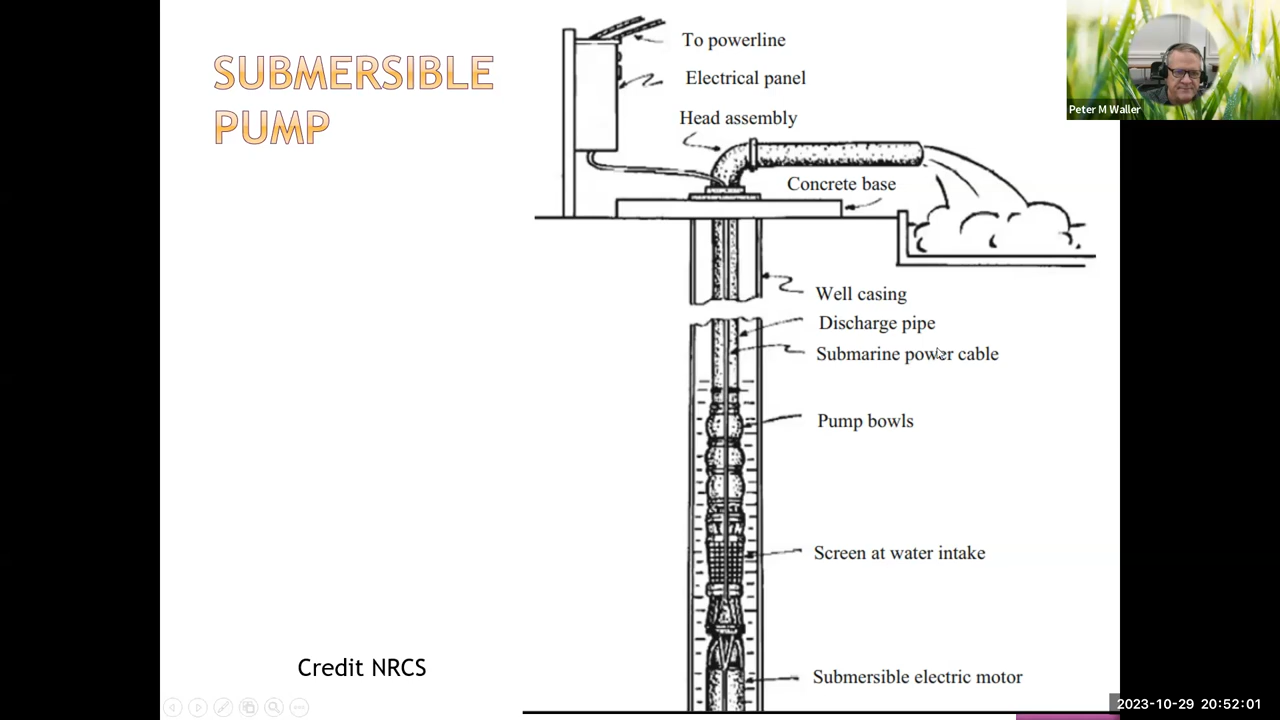 SUBMERSIBLE
PUMP
To powerline
Electrical panel
Head assembly
Concrete base
Well casing
Discharge pipe
Submarine power cable
Pump bowls
Screen at water intake
Submersible electric motor
Credit NRCS
Peter M Waller
2023-10-29 20:52:01